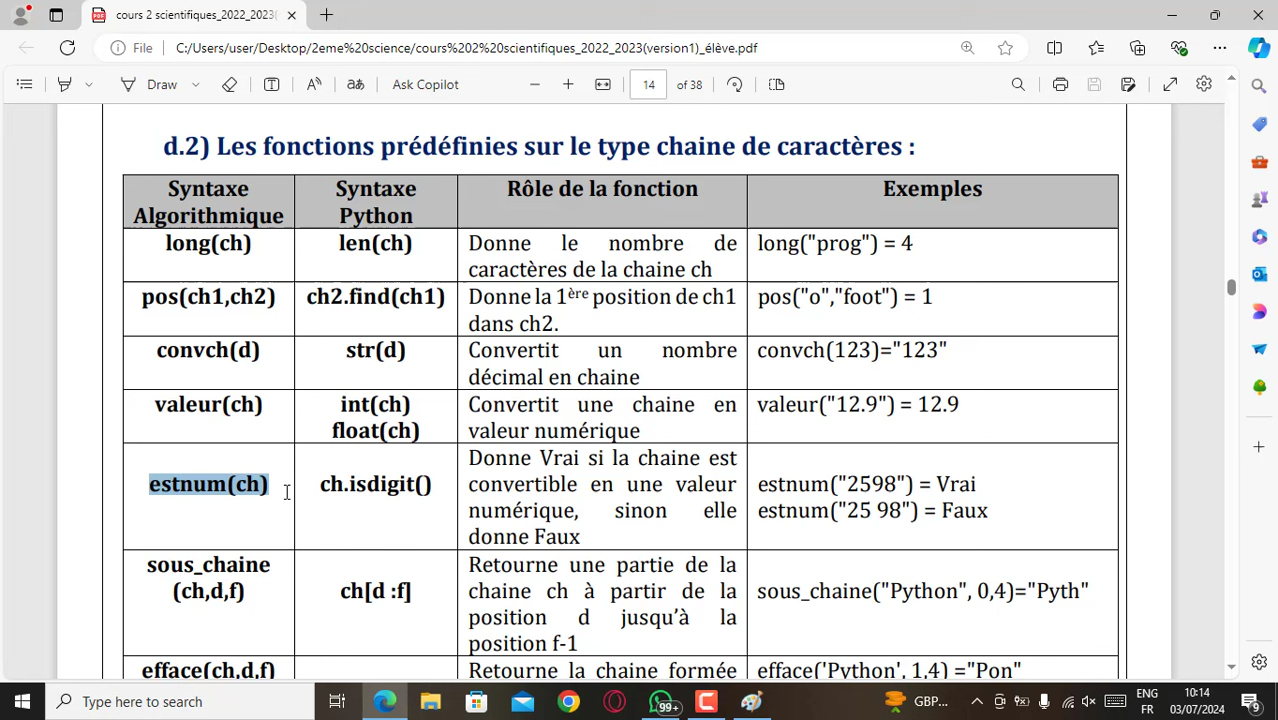 cours 2 scientifiques_2022_2023(
File
C:/Users/user/Desktop/2eme%20science/cours%202%20scientifiques_2022_2023(version1)_élève.pdf
Draw
aあ
Ask Copilot
14
of 38
d.2) Les fonctions prédéfinies sur le type chaine de caractères :
Syntaxe
Algorithmique
Syntaxe
Python
Rôle de la fonction
Exemples
long(ch)
len(ch)
Donne le nombre de
caractères de la chaine ch
long("prog") = 4
pos(ch1,ch2)
ch2.find(ch1)
Donne la 1ère position de ch1
dans ch2.
pos("o","foot") = 1
convch(d)
str(d)
Convertit un nombre
décimal en chaine
convch(123)="123"
valeur(ch)
int(ch)
float(ch)
Convertit une chaine en
valeur numérique
valeur("12.9") = 12.9
estnum(ch)
ch.isdigit()
Donne Vrai si la chaine est
convertible en une valeur
numérique, sinon elle
donne Faux
estnum("2598") = Vrai
estnum("25 98") = Faux
sous_chaine
(ch,d,f)
ch[d :f]
Retourne une partie de la
chaine ch à partir de la
position d jusqu'à la
position f-1
sous_chaine("Python", 0,4)="Pyth"
efface(ch,d,f)
Retourne la chaine formée
efface('Python', 1,4) ="Pon"
Type here to search
99+
GBP...
ENG
FR
10:14
03/07/2024
9